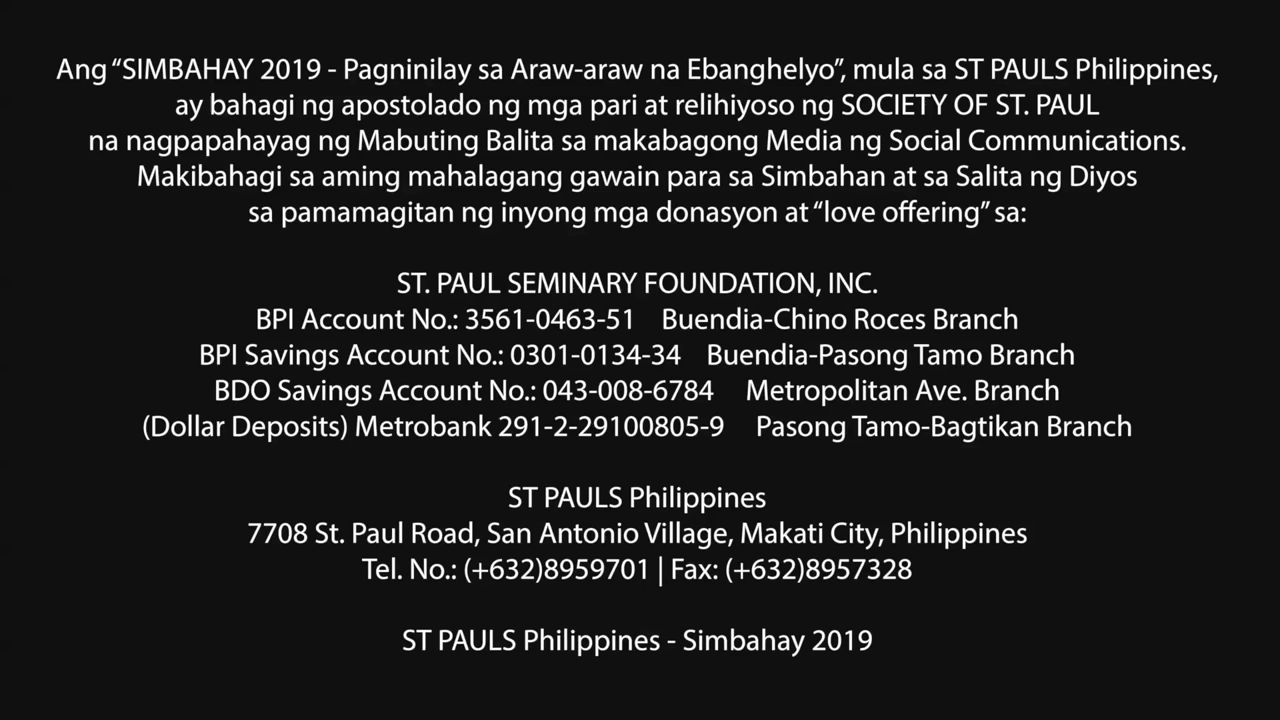 Ang “SIMBAHAY 2019 - Pagninilay sa Araw-araw na Ebanghelyo”, mula sa ST PAULS Philippines,
ay bahagi ng apostolado ng mga pari at relihiyoso ng SOCIETY OF ST. PAUL
na nagpapahayag ng Mabuting Balita sa makabagong Media ng Social Communications.
Makibahagi sa aming mahalagang gawain para sa Simbahan at sa Salita ng Diyos
sa pamamagitan ng inyong mga donasyon at “love offering” sa:
ST. PAUL SEMINARY FOUNDATION, INC.
BPI Account No.: 3561-0463-51 Buendia-Chino Roces Branch
BPI Savings Account No.: 0301-0134-34 Buendia-Pasong Tamo Branch
BDO Savings Account No.: 043-008-6784 Metropolitan Ave. Branch
(Dollar Deposits) Metrobank 291-2-29100805-9 Pasong Tamo-Bagtikan Branch
ST PAULS Philippines
7708 St. Paul Road, San Antonio Village, Makati City, Philippines
Tel. No.: (+632)8959701 | Fax: (+632)8957328
ST PAULS Philippines - Simbahay 2019